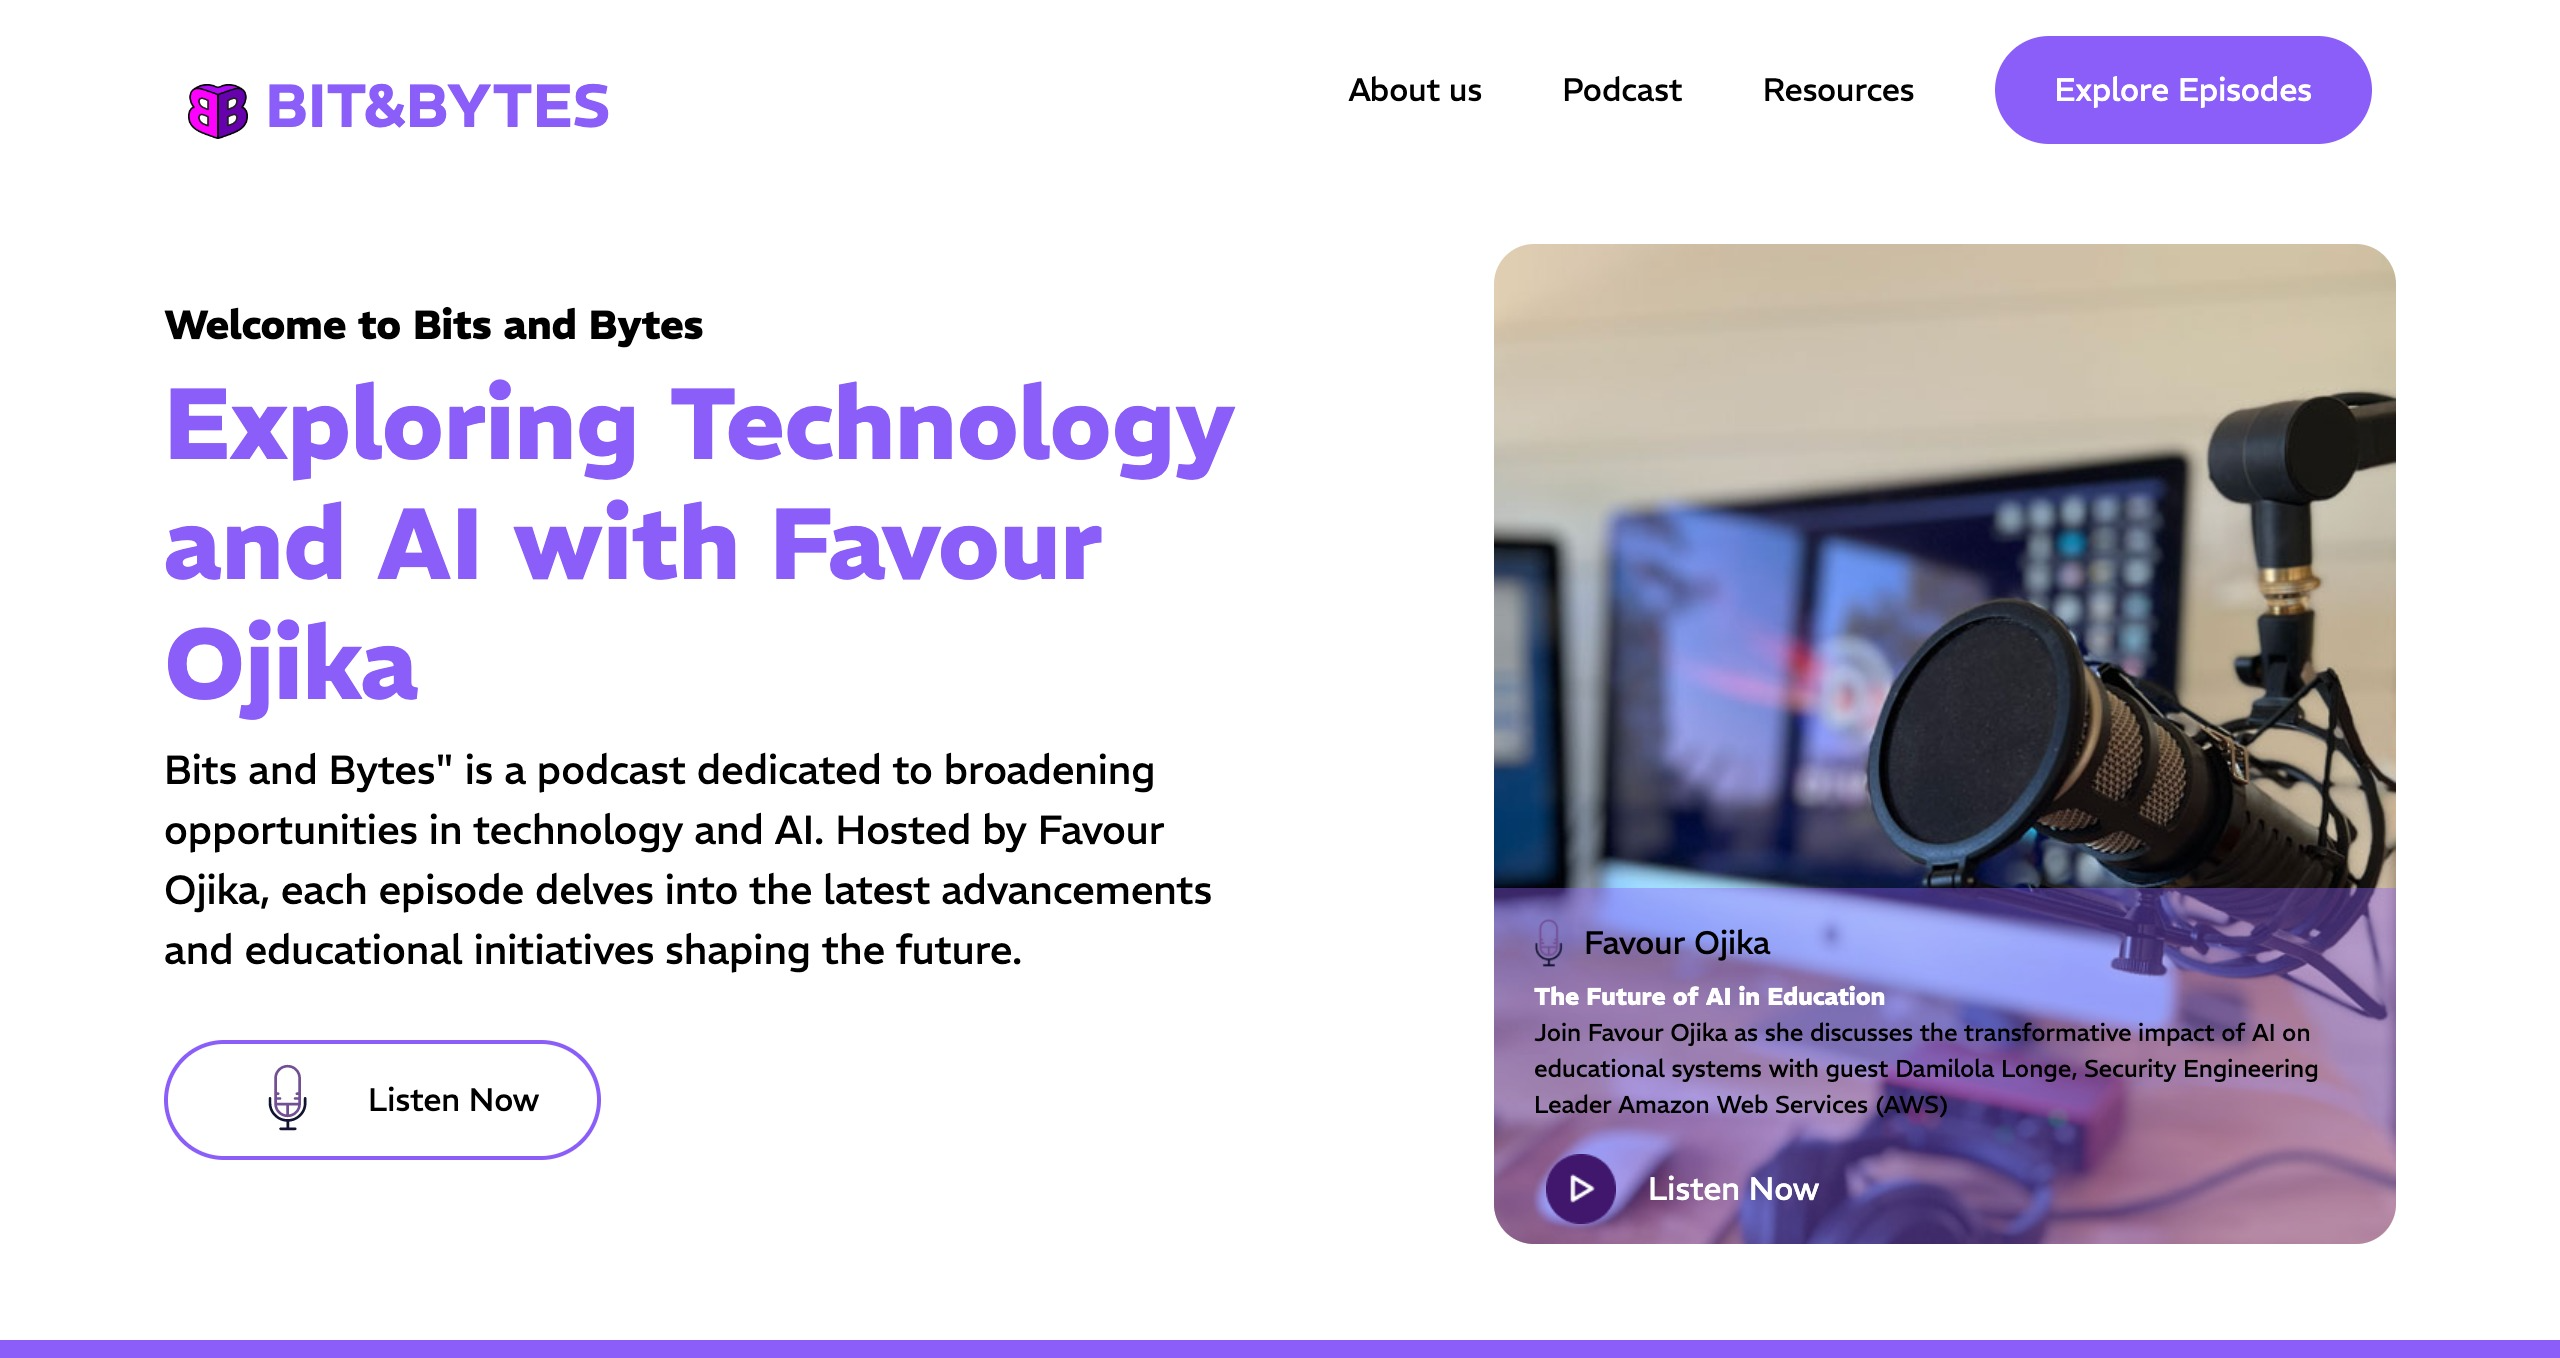 BIT&BYTES
About us
Podcast
Resources
Explore Episodes
Welcome to Bits and Bytes
Exploring Technology
and AI with Favour
Ojika
Bits and Bytes" is a podcast dedicated to broadening
opportunities in technology and AI. Hosted by Favour
Ojika, each episode delves into the latest advancements
and educational initiatives shaping the future.
Listen Now
Favour Ojika
The Future of AI in Education
Join Favour Ojika as she discusses the transformative impact of AI on
educational systems with guest Damilola Longe, Security Engineering
Leader Amazon Web Services (AWS)
Listen Now